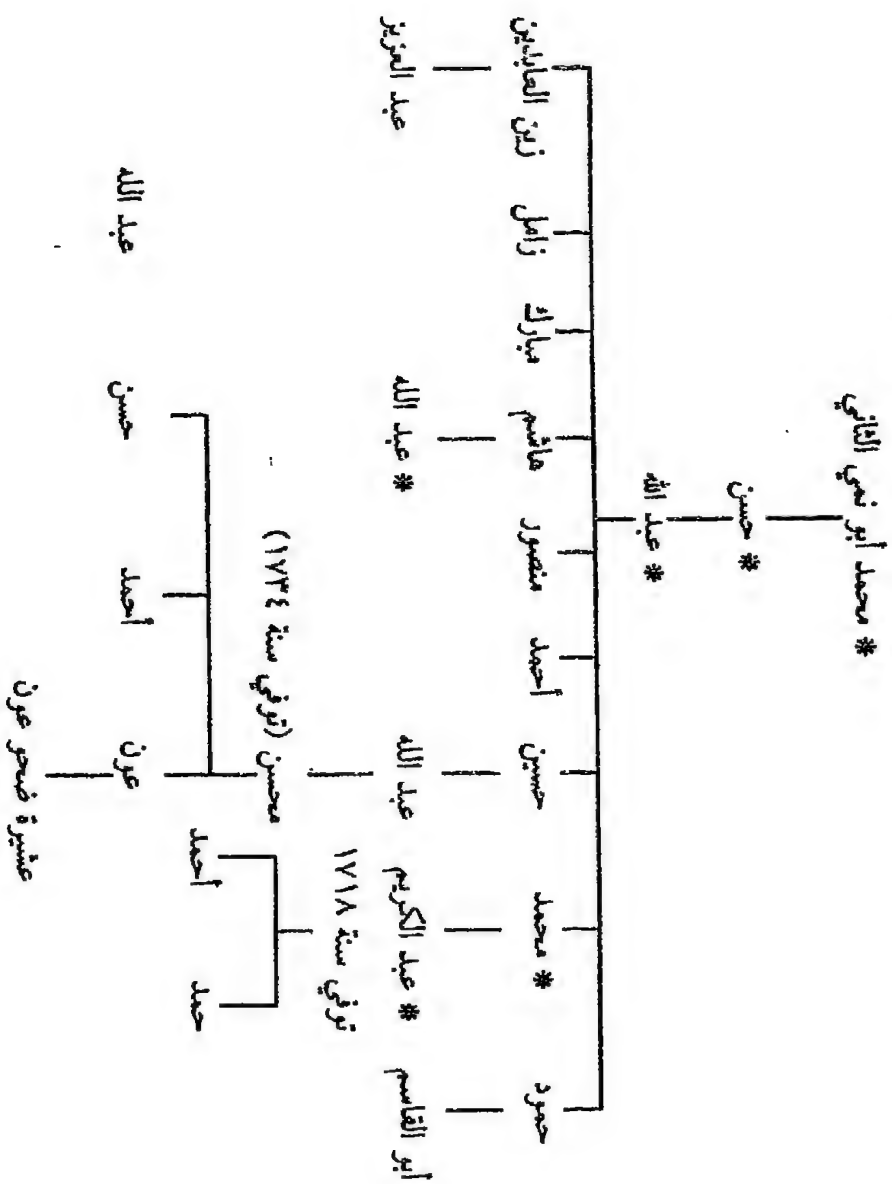 * محمد أبو نمي الثاني
* حسن
* عبد الله
حمود * محمد حسين أحمد منصور هاشم مبارك زامل زين العابدين
أبو القاسم * عبد الكريم عبد الله * عبد الله عبد العزيز
توفي سنة ١٧١٨
محسن (توفي سنة ١٧٣٤)
حمد أحمد
عون أحمد حسن عبد الله
عشيرة ضحو عون